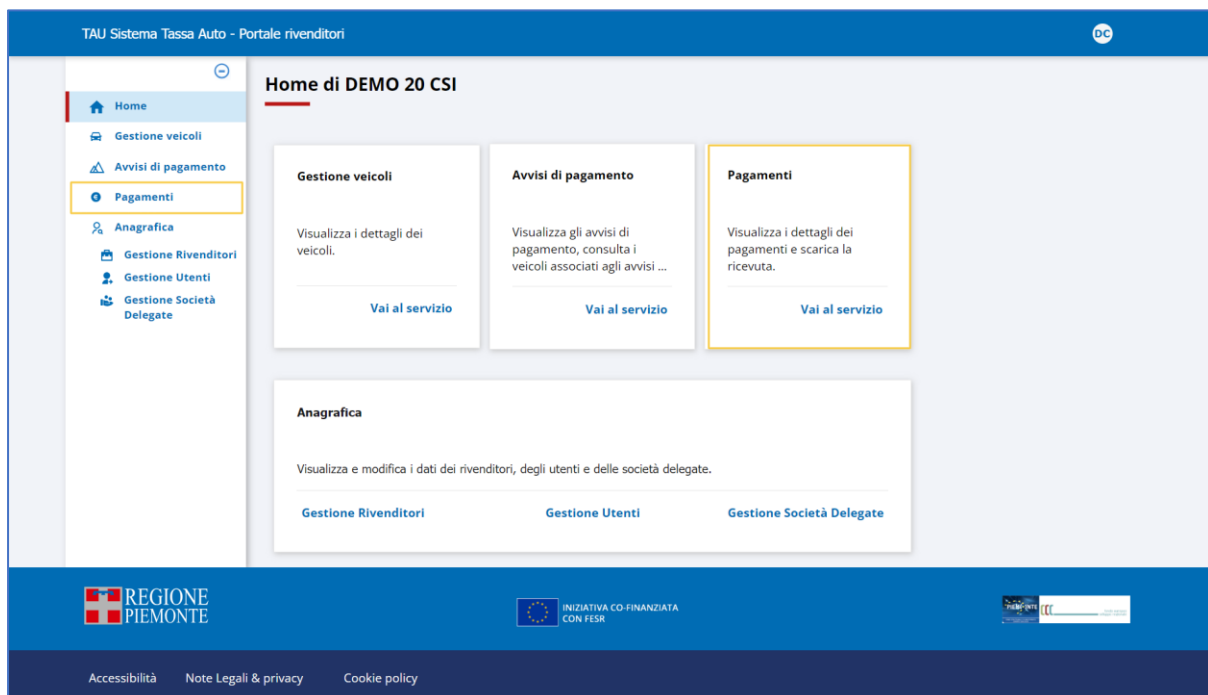 TAU Sistema Tassa Auto - Portale rivenditori
DC
Home
Gestione veicoli
Avvisi di pagamento
Pagamenti
Anagrafica
Gestione Rivenditori
Gestione Utenti
Gestione Società
Delegate
Home di DEMO 20 CSI
Gestione veicoli
Visualizza i dettagli dei
veicoli.
Vai al servizio
Avvisi di pagamento
Visualizza gli avvisi di
pagamento, consulta i
veicoli associati agli avvisi ...
Vai al servizio
Pagamenti
Visualizza i dettagli dei
pagamenti e scarica la
ricevuta.
Vai al servizio
Anagrafica
Visualizza e modifica i dati dei rivenditori, degli utenti e delle società delegate.
Gestione Rivenditori
Gestione Utenti
Gestione Società Delegate
REGIONE
PIEMONTE
INIZIATIVA CO-FINANZIATA
CON FESR
Accessibilità
Note Legali & privacy
Cookie policy